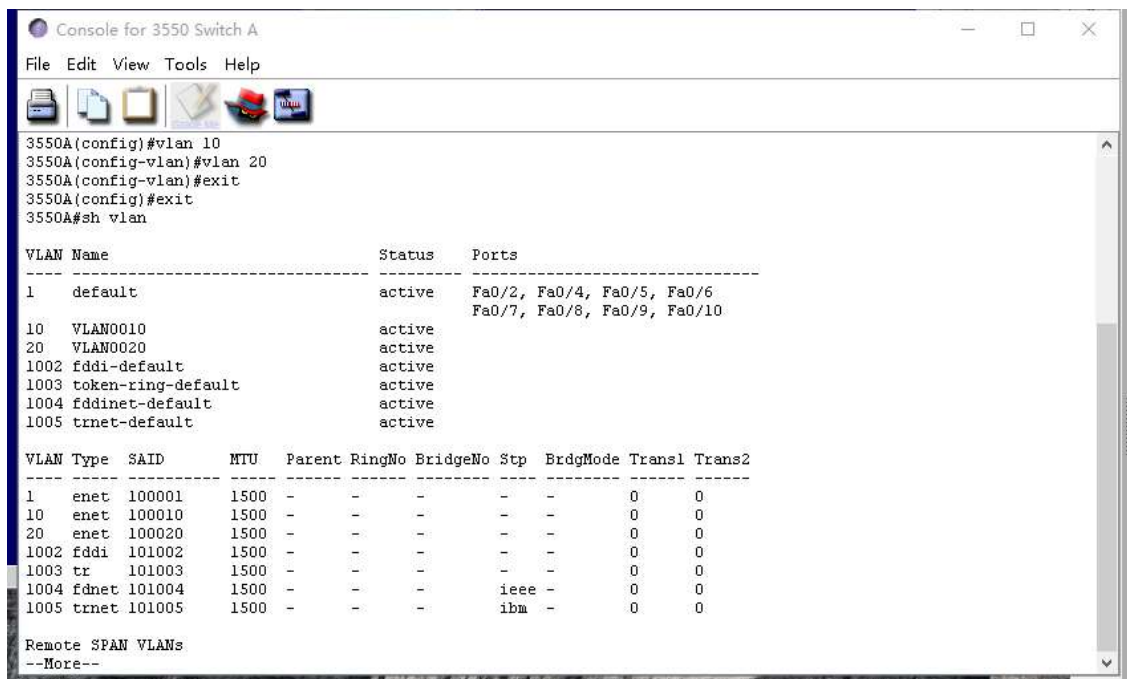 Console for 3550 Switch A
File Edit View Tools Help
3550A(config)#vlan 10
3550A(config-vlan)#vlan 20
3550A(config-vlan)#exit
3550A(config)#exit
3550A#sh vlan
VLAN Name                             Status    Ports
---- -------------------------------- --------- -------------------------------
1    default                          active    Fa0/2, Fa0/4, Fa0/5, Fa0/6
                                                Fa0/7, Fa0/8, Fa0/9, Fa0/10
10   VLAN0010                         active
20   VLAN0020                         active
1002 fddi-default                     active
1003 token-ring-default               active
1004 fddinet-default                  active
1005 trnet-default                    active
VLAN Type  SAID       MTU   Parent RingNo BridgeNo Stp  BrdgMode Trans1 Trans2
---- ----- ---------- ----- ------ ------ -------- ---- -------- ------ ------
1    enet  100001     1500  -      -      -        -    -        0      0
10   enet  100010     1500  -      -      -        -    -        0      0
20   enet  100020     1500  -      -      -        -    -        0      0
1002 fddi  101002     1500  -      -      -        -    -        0      0
1003 tr    101003     1500  -      -      -        -    -        0      0
1004 fdnet 101004     1500  -      -      -        ieee -        0      0
1005 trnet 101005     1500  -      -      -        ibm  -        0      0
Remote SPAN VLANs
--More--